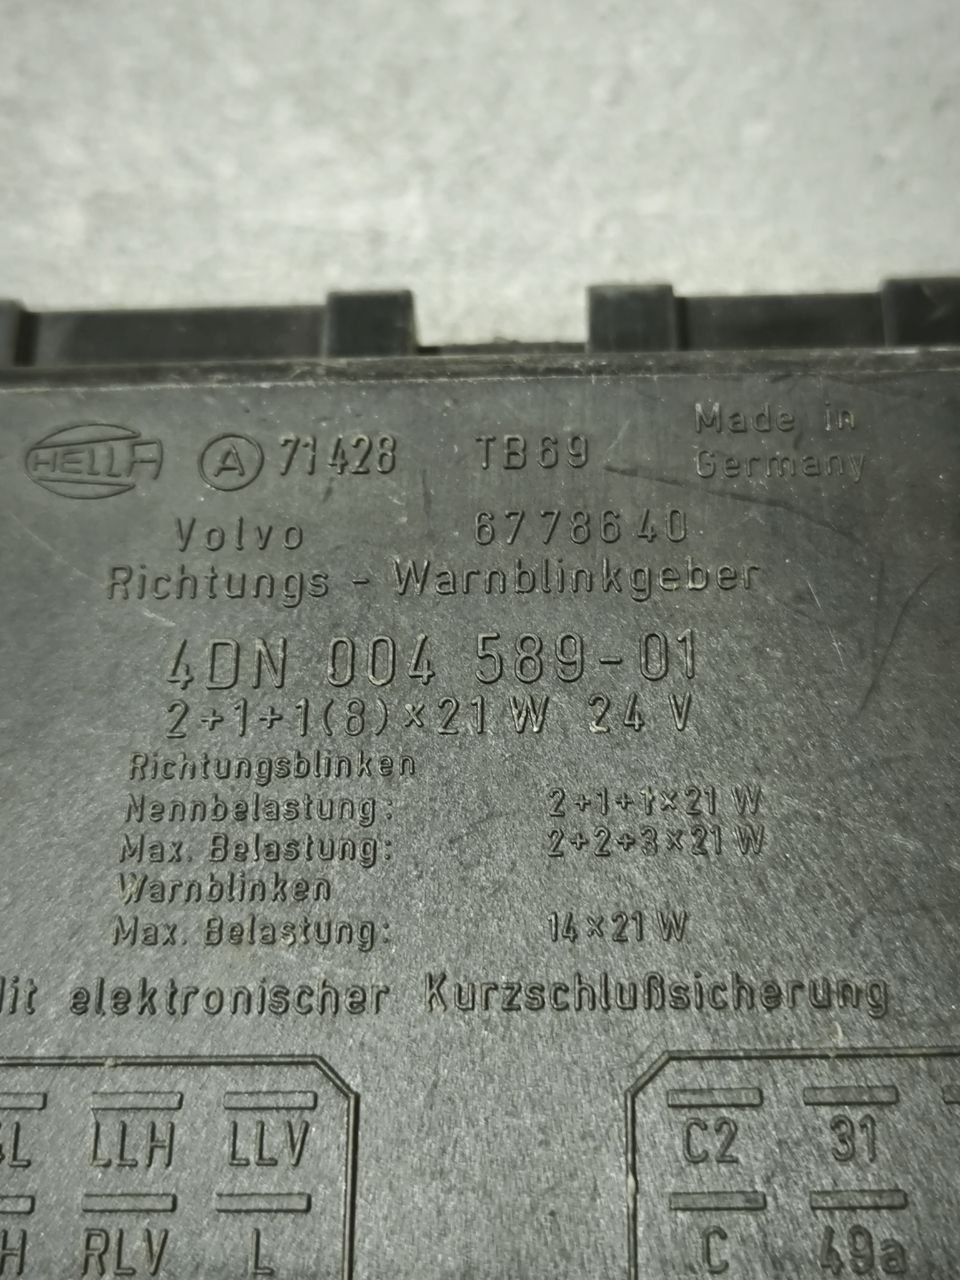 HELLA A 71428 TB69 Made in
Germany
Volvo 6778640
Richtungs - Warnblinkgeber
4DN 004 589-01
2+1+1(8)×21 W 24 V
Richtungsblinken
Nennbelastung: 2+1+1×21 W
Max. Belastung: 2+2+3×21 W
Warnblinken
Max. Belastung: 14×21 W
elektronischer Kurzschlußsicherung
LLH LLV C2 31
RLV L C 49a